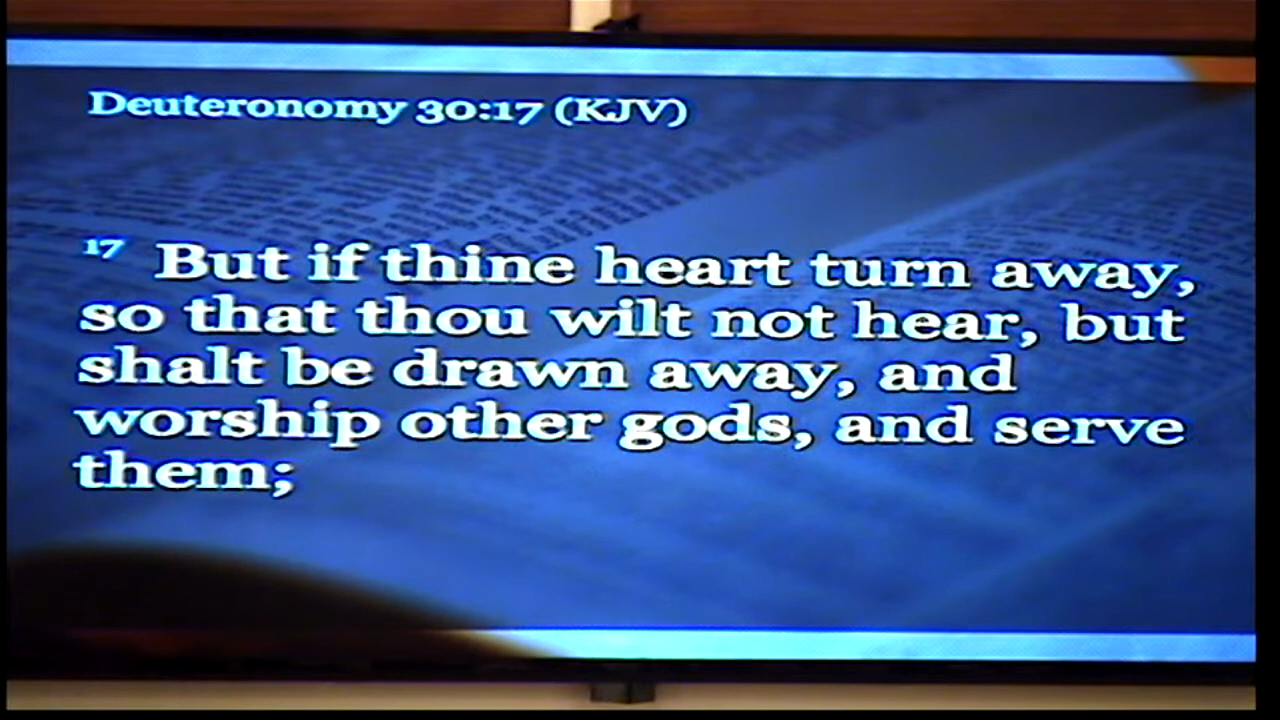 Deuteronomy 30:17 (KJV)
17 But if thine heart turn away,
so that thou wilt not hear, but
shalt be drawn away, and
worship other gods, and serve
them;